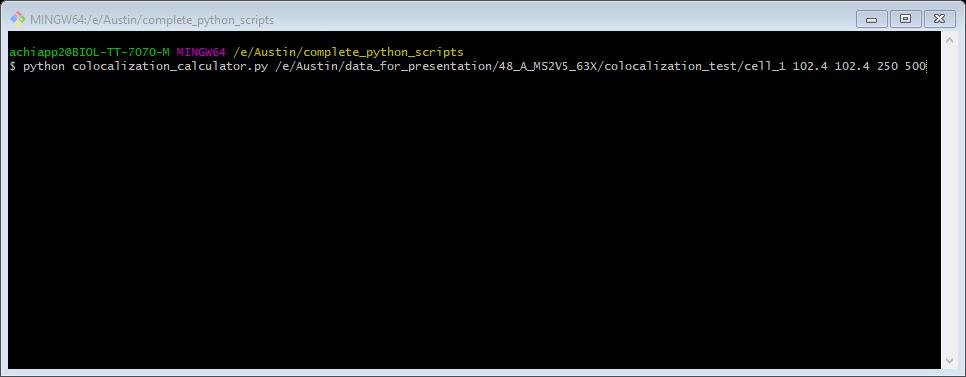 MINGW64:/e/Austin/complete_python_scripts
achiapp2@BIOL-TT-7070-M MINGW64 /e/Austin/complete_python_scripts
$ python colocalization_calculator.py /e/Austin/data_for_presentation/48_A_MS2V5_63X/colocalization_test/cell_1 102.4 102.4 250 500